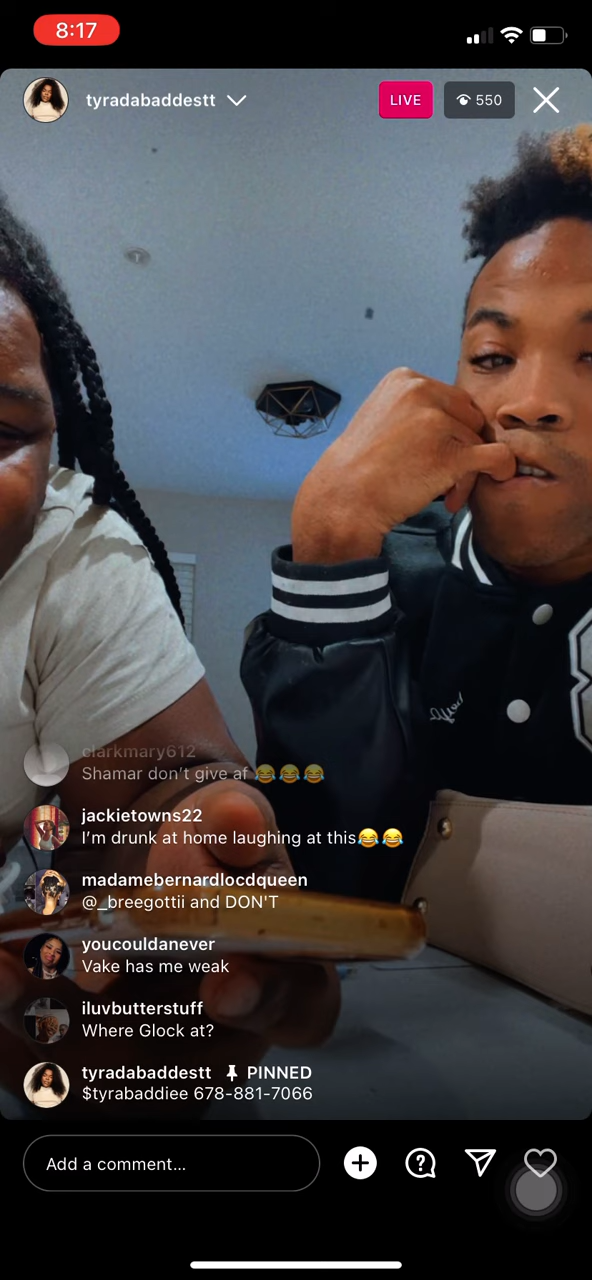 8:17
tyradabaddestt
LIVE
550
clarkmary612
Shamar don't give af 😂😂😂
jackietowns22
I'm drunk at home laughing at this😂😂
madamebernardlocdqueen
@_breegottii and DON'T
youcouldanever
Vake has me weak
iluvbutterstuff
Where Glock at?
tyradabaddestt PINNED
$tyrabaddiee 678-881-7066
Add a comment...